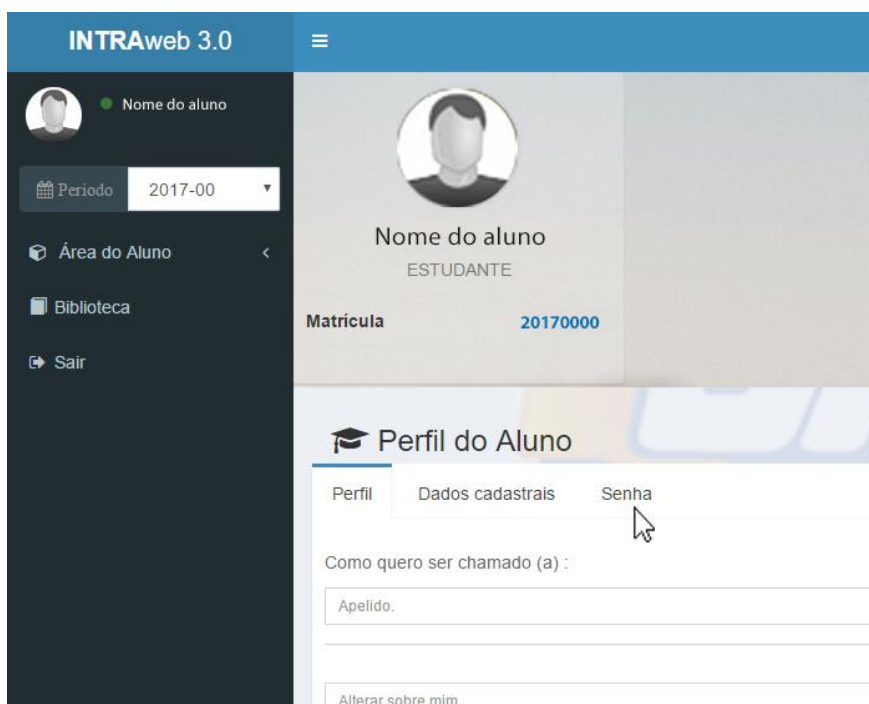 INTRAweb 3.0
Nome do aluno
Periodo 2017-00
Área do Aluno
Biblioteca
Sair
Nome do aluno
ESTUDANTE
Matrícula 20170000
Perfil do Aluno
Perfil Dados cadastrais Senha
Como quero ser chamado (a) :
Apelido.
Alterar sobre mim